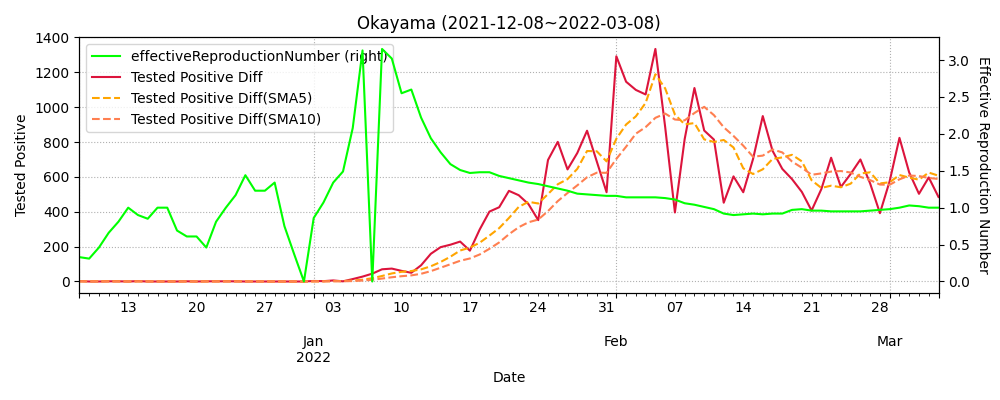 Okayama (2021-12-08~2022-03-08)
effectiveReproductionNumber (right)
Tested Positive Diff
Tested Positive Diff(SMA5)
Tested Positive Diff(SMA10)
Tested Positive
1400
1200
1000
800
600
400
200
0
Effective Reproduction Number
3.0
2.5
2.0
1.5
1.0
0.5
0.0
13 20 27 03 10 17 24 31 07 14 21 28
Jan Feb Mar
2022
Date